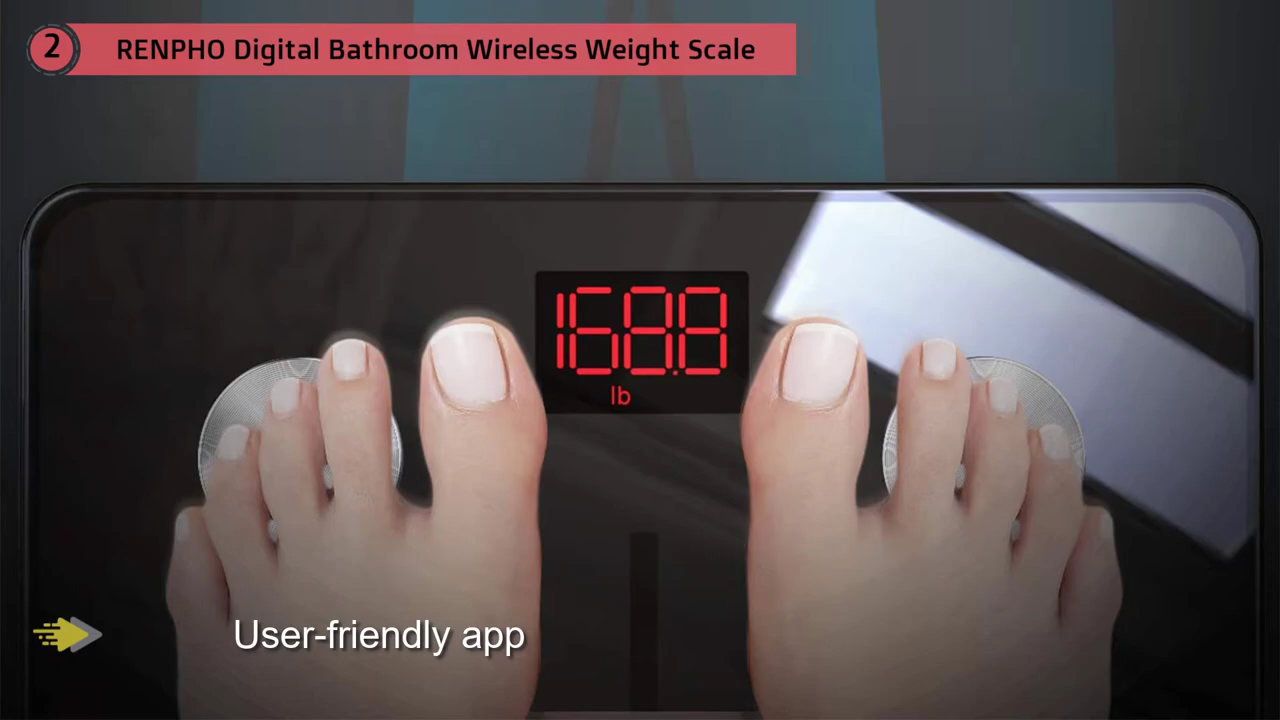 2 RENPHO Digital Bathroom Wireless Weight Scale
168.8
lb
User-friendly app